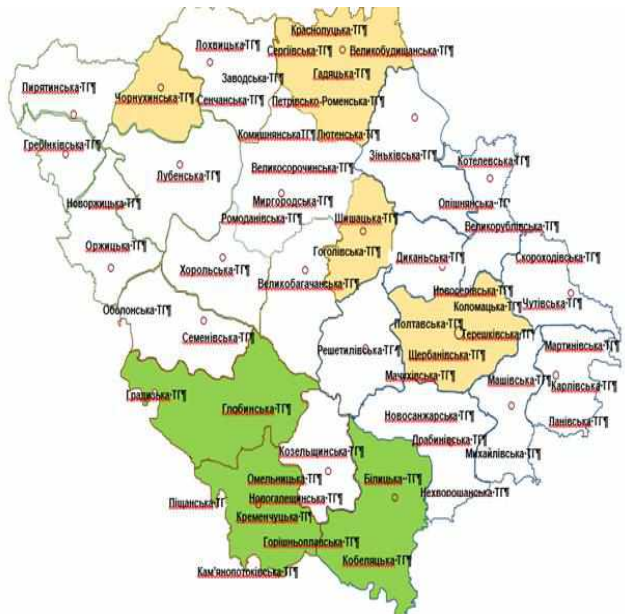 Краснолуцька·ТГ¶
Лохвицька·ТГ¶
Сергіївська·ТГ¶
Великобудищанська·ТГ¶
Заводська·ТГ¶
Гадяцька·ТГ¶
Пирятинська·ТГ¶
Чорнухинська·ТГ¶
Сенчанська·ТГ¶
Петрівсько-Роменська·ТГ¶
Комишнянська·ТГ¶
Лютенська·ТГ¶
Гребінківська·ТГ¶
Зіньківська·ТГ¶
Котелевська·ТГ¶
Лубенська·ТГ¶
Великосорочинська·ТГ¶
Миргородська·ТГ¶
Новоржицька·ТГ¶
Опішнянська·ТГ
Ромоданівська·ТГ¶
Шишацька·ТГ¶
Великорублівська·ТГ¶
Оржицька·ТГ¶
Гоголівська·ТГ¶
Диканьська·ТГ¶
Скороходівська·ТГ¶
Хорольська·ТГ¶
Великобагачанська·ТГ¶
Новосерівська·ТГ¶
Коломацька·ТГ¶
Чутівська·ТГ¶
Оболонська·ТГ¶
Полтавська·ТГ¶
Терешківська·ТГ¶
Семенівська·ТГ¶
Решетилівська·ТГ¶
Мартинівська·ТГ¶
Щербанівська·ТГ¶
Мачухівська·ТГ¶
Машівська·ТГ¶
Карлівська·ТГ¶
Градизька·ТГ¶
Глобинська·ТГ¶
Новосанжарська·ТГ¶
Ланівська·ТГ¶
Драбинівська·ТГ¶
Козельщинська·ТГ¶
Михайлівська·ТГ¶
Омельницька·ТГ¶
Білицька·ТГ¶
Нехворощанська·ТГ¶
Піщанська·ТГ
Новогалещинська·ТГ¶
Кременчуцька·ТГ¶
Горішньоплавська·ТГ¶
Кобеляцька·ТГ¶
Кам'янопотоківська·ТГ¶